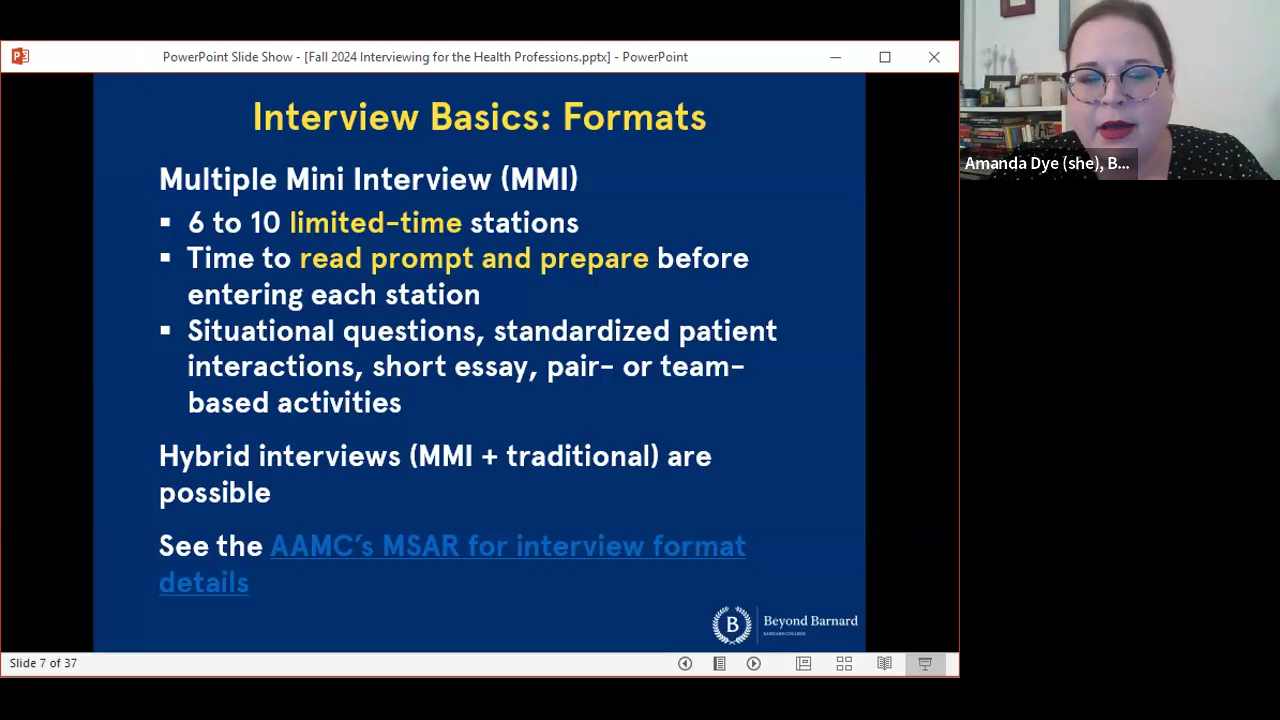 PowerPoint Slide Show - [Fall 2024 Interviewing for the Health Professions.pptx] - PowerPoint
Interview Basics: Formats
Multiple Mini Interview (MMI)
▪ 6 to 10 limited-time stations
▪ Time to read prompt and prepare before
entering each station
▪ Situational questions, standardized patient
interactions, short essay, pair- or team-
based activities
Hybrid interviews (MMI + traditional) are
possible
See the AAMC's MSAR for interview format
details
B
Beyond Barnard
BARNARD COLLEGE
Slide 7 of 37
Amanda Dye (she), B...